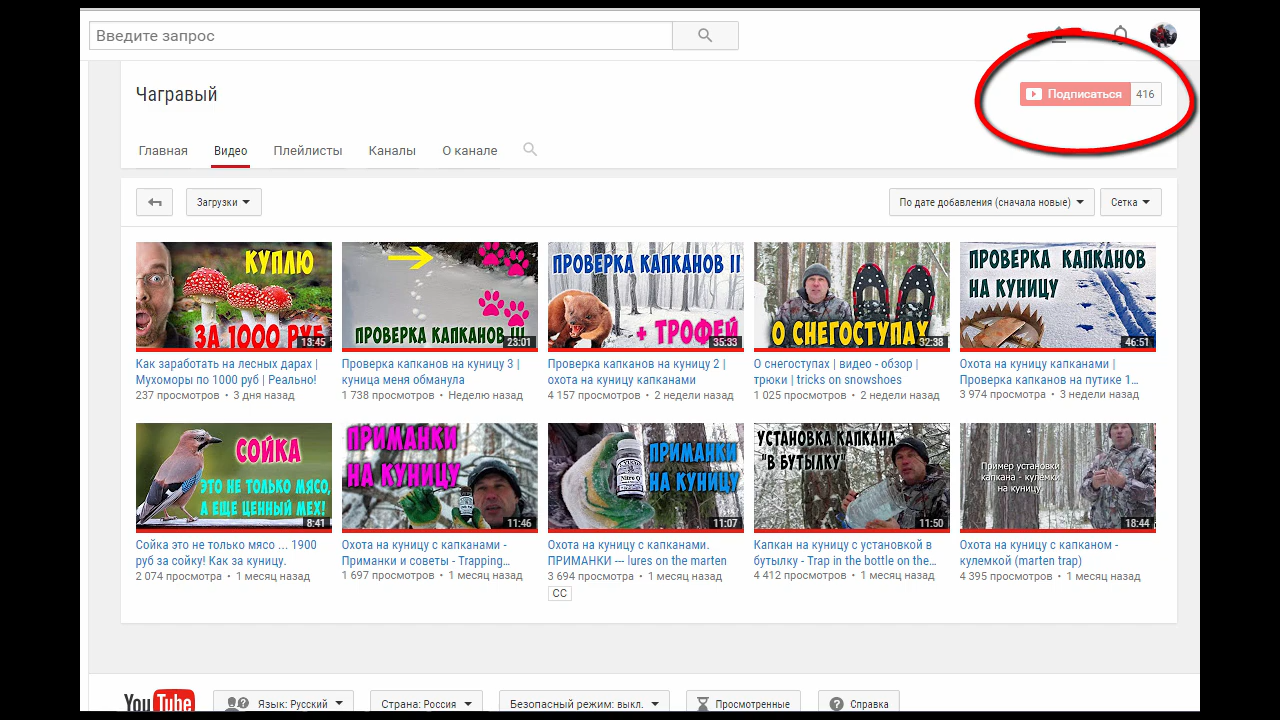 Введите запрос
Чагравый
Подписаться 416
Главная Видео Плейлисты Каналы О канале
Загрузки
По дате добавления (сначала новые) Сетка
КУПЛЮ
ЗА 1000 РУБ
13:45
ПРОВЕРКА КАПКАНОВ III
23:01
ПРОВЕРКА КАПКАНОВ II
+ ТРОФЕЙ
35:33
О СНЕГОСТУПАХ
32:38
ПРОВЕРКА КАПКАНОВ
НА КУНИЦУ
46:51
Как заработать на лесных дарах |
Мухоморы по 1000 руб | Реально!
237 просмотров • 3 дня назад
Проверка капканов на куницу 3 |
куница меня обманула
1 738 просмотров • Неделю назад
Проверка капканов на куницу 2 |
охота на куницу капканами
4 157 просмотров • 2 недели назад
О снегоступах | видео - обзор |
трюки | tricks on snowshoes
1 025 просмотров • 2 недели назад
Охота на куницу капканами |
Проверка капканов на путике 1...
3 974 просмотра • 3 недели назад
СОЙКА
ЭТО НЕ ТОЛЬКО МЯСО,
А ЕЩЕ ЦЕННЫЙ МЕХ!
8:41
ПРИМАНКИ
НА КУНИЦУ
11:46
ПРИМАНКИ
НА КУНИЦУ
11:07
УСТАНОВКА КАПКАНА
"В БУТЫЛКУ"
11:50
Пример установки
капкана - кулемки
на куницу.
18:44
Сойка это не только мясо ... 1900
руб за сойку! Как за куницу.
2 074 просмотра • 1 месяц назад
Охота на куницу с капканами -
Приманки и советы - Trapping...
1 697 просмотров • 1 месяц назад
Охота на куницу с капканами.
ПРИМАНКИ --- lures on the marten
3 694 просмотра • 1 месяц назад
CC
Капкан на куницу с установкой в
бутылку - Trap in the bottle on the...
4 412 просмотров • 1 месяц назад
Охота на куницу с капканом -
кулемкой (marten trap)
4 395 просмотров • 1 месяц назад
YouTube Язык: Русский Страна: Россия Безопасный режим: выкл. Просмотренные Справка